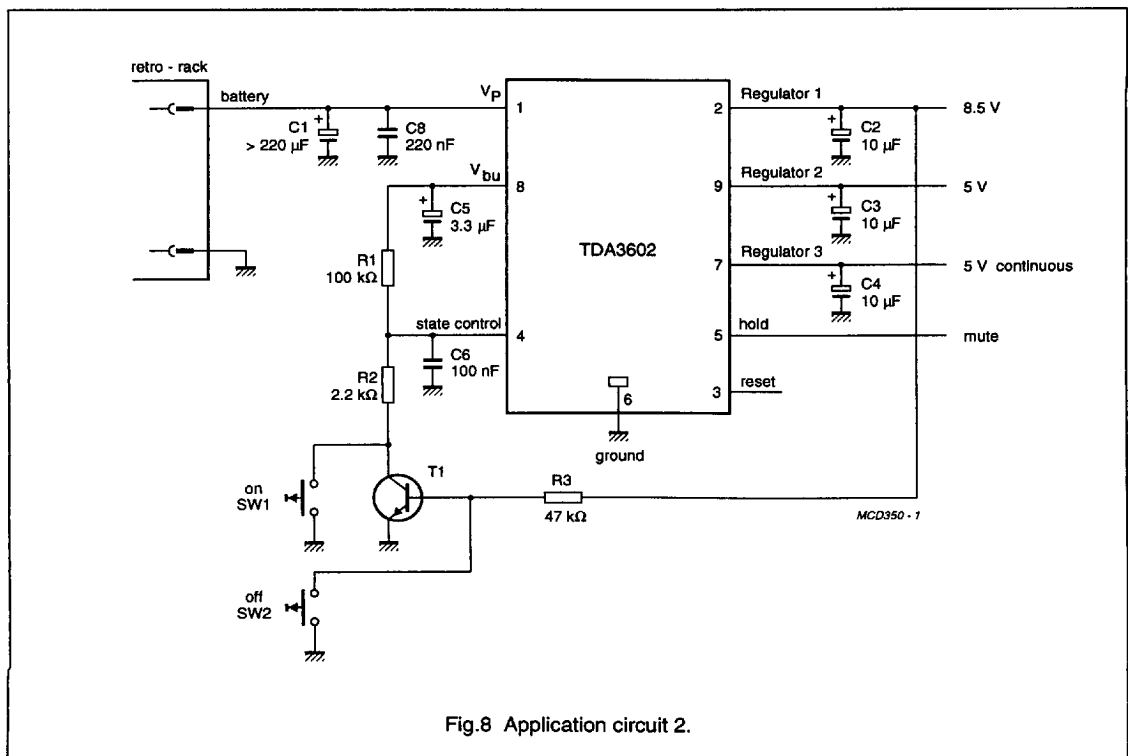 retro - rack
battery
VP
1
C1
> 220 µF
C8
220 nF
Vbu
8
C5
3.3 µF
R1
100 kΩ
state control
4
C6
100 nF
R2
2.2 kΩ
TDA3602
6
ground
2
Regulator 1
8.5 V
C2
10 µF
9
Regulator 2
5 V
C3
10 µF
7
Regulator 3
5 V continuous
C4
10 µF
5
hold
mute
3
reset
on
SW1
T1
R3
47 kΩ
MCD350 - 1
off
SW2
+
+
+
+
+
Fig.8 Application circuit 2.